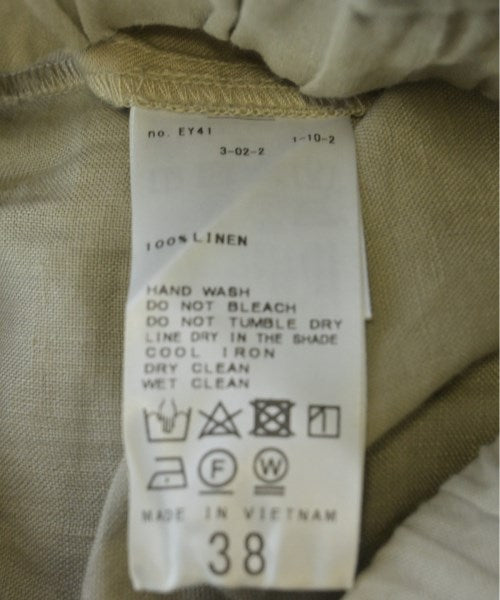 no. EY41 1-10-2
3-02-2
100% LINEN
HAND WASH
DO NOT BLEACH
DO NOT TUMBLE DRY
LINE DRY IN THE SHADE
COOL IRON
DRY CLEAN
WET CLEAN
F W
MADE IN VIETNAM
38